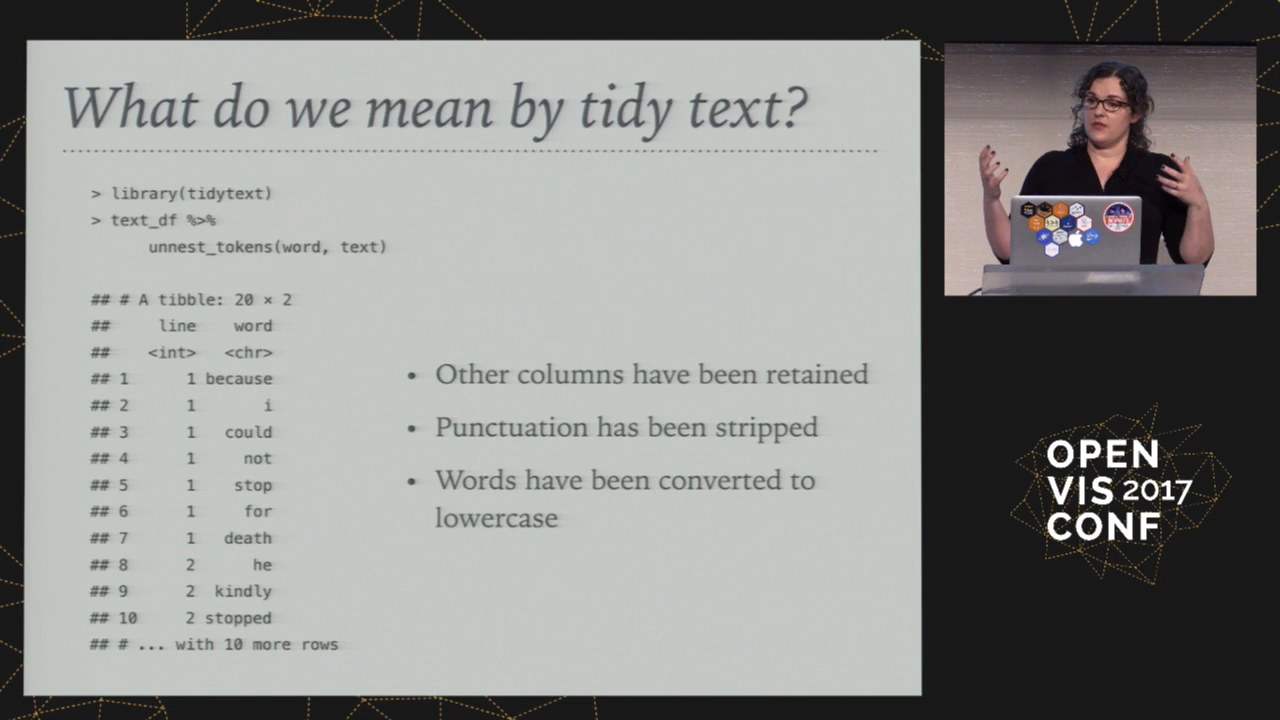 What do we mean by tidy text?
> library(tidytext)
> text_df %>%
unnest_tokens(word, text)
## # A tibble: 20 × 2
## line word
## <int> <chr>
## 1 1 because
## 2 1 i
## 3 1 could
## 4 1 not
## 5 1 stop
## 6 1 for
## 7 1 death
## 8 2 he
## 9 2 kindly
## 10 2 stopped
## # ... with 10 more rows
• Other columns have been retained
• Punctuation has been stripped
• Words have been converted to
lowercase
OPEN
VIS 2017
CONF